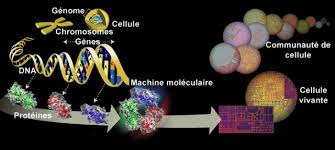 Génome
Cellule
Chromosomes
Gènes
DNA
Machine moléculaire
Protéines
Communauté de
cellule
Cellule
vivante